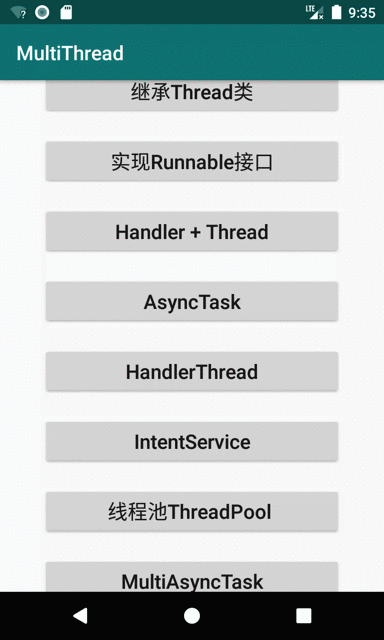 LTE 9:35
MultiThread
继承Thread类
实现Runnable接口
Handler + Thread
AsyncTask
HandlerThread
IntentService
线程池ThreadPool
MultiAsyncTask